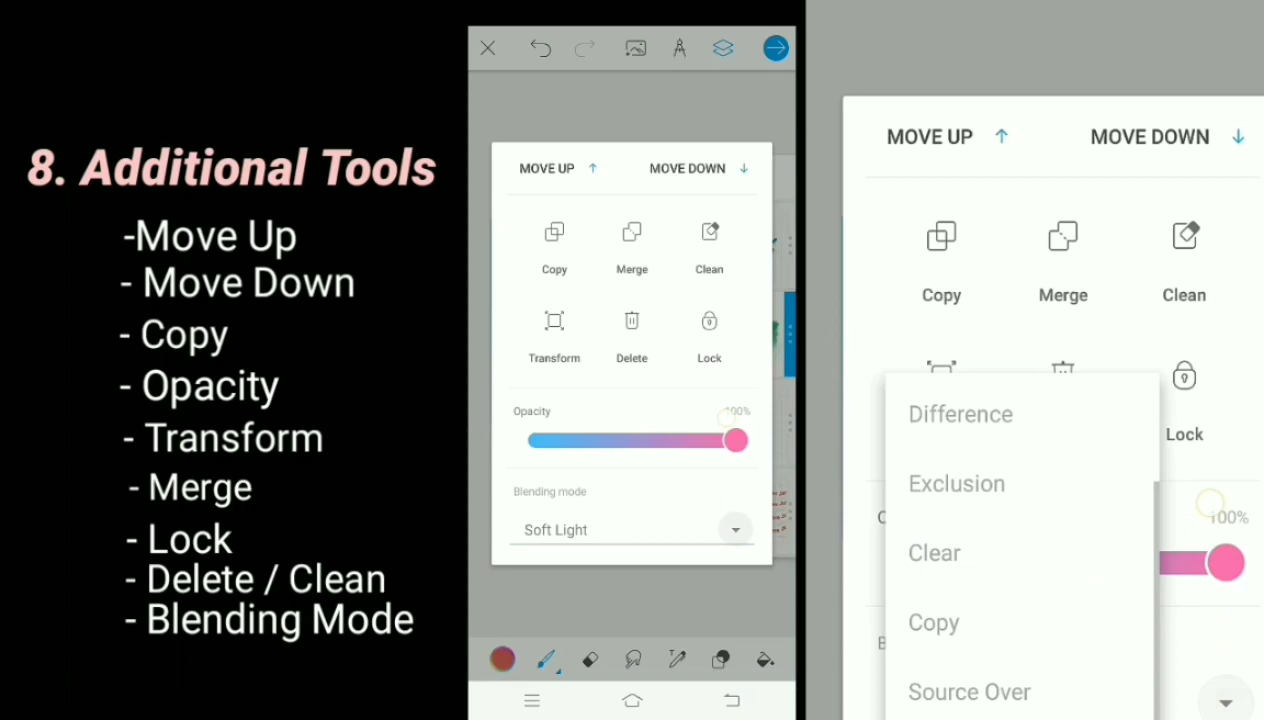 8. Additional Tools
-Move Up
- Move Down
- Copy
- Opacity
- Transform
- Merge
- Lock
- Delete / Clean
- Blending Mode
MOVE UP MOVE DOWN
Copy Merge Clean
Transform Delete Lock
Opacity 100%
Blending mode
Soft Light
MOVE UP MOVE DOWN
Copy Merge Clean
Lock
100%
Difference
Exclusion
Clear
Copy
Source Over